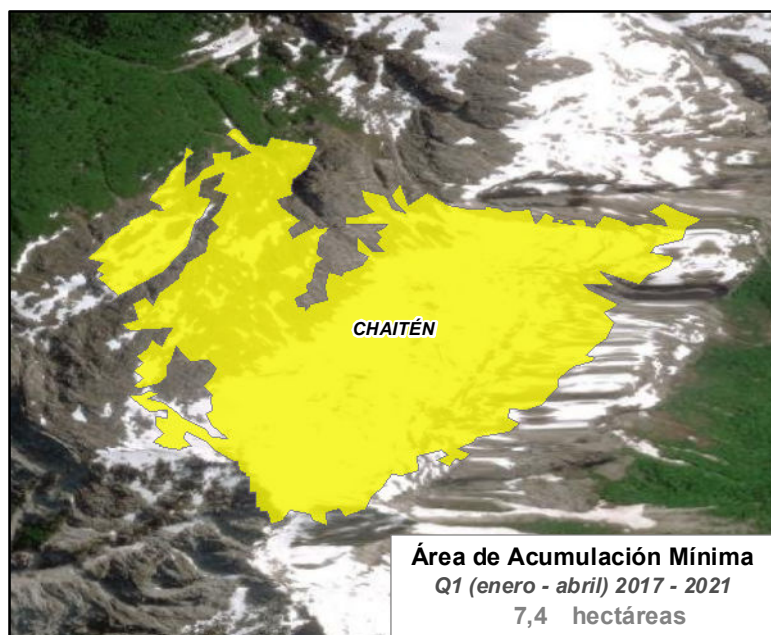 CHAITÉN
Área de Acumulación Mínima
Q1 (enero - abril) 2017 - 2021
7,4 hectáreas